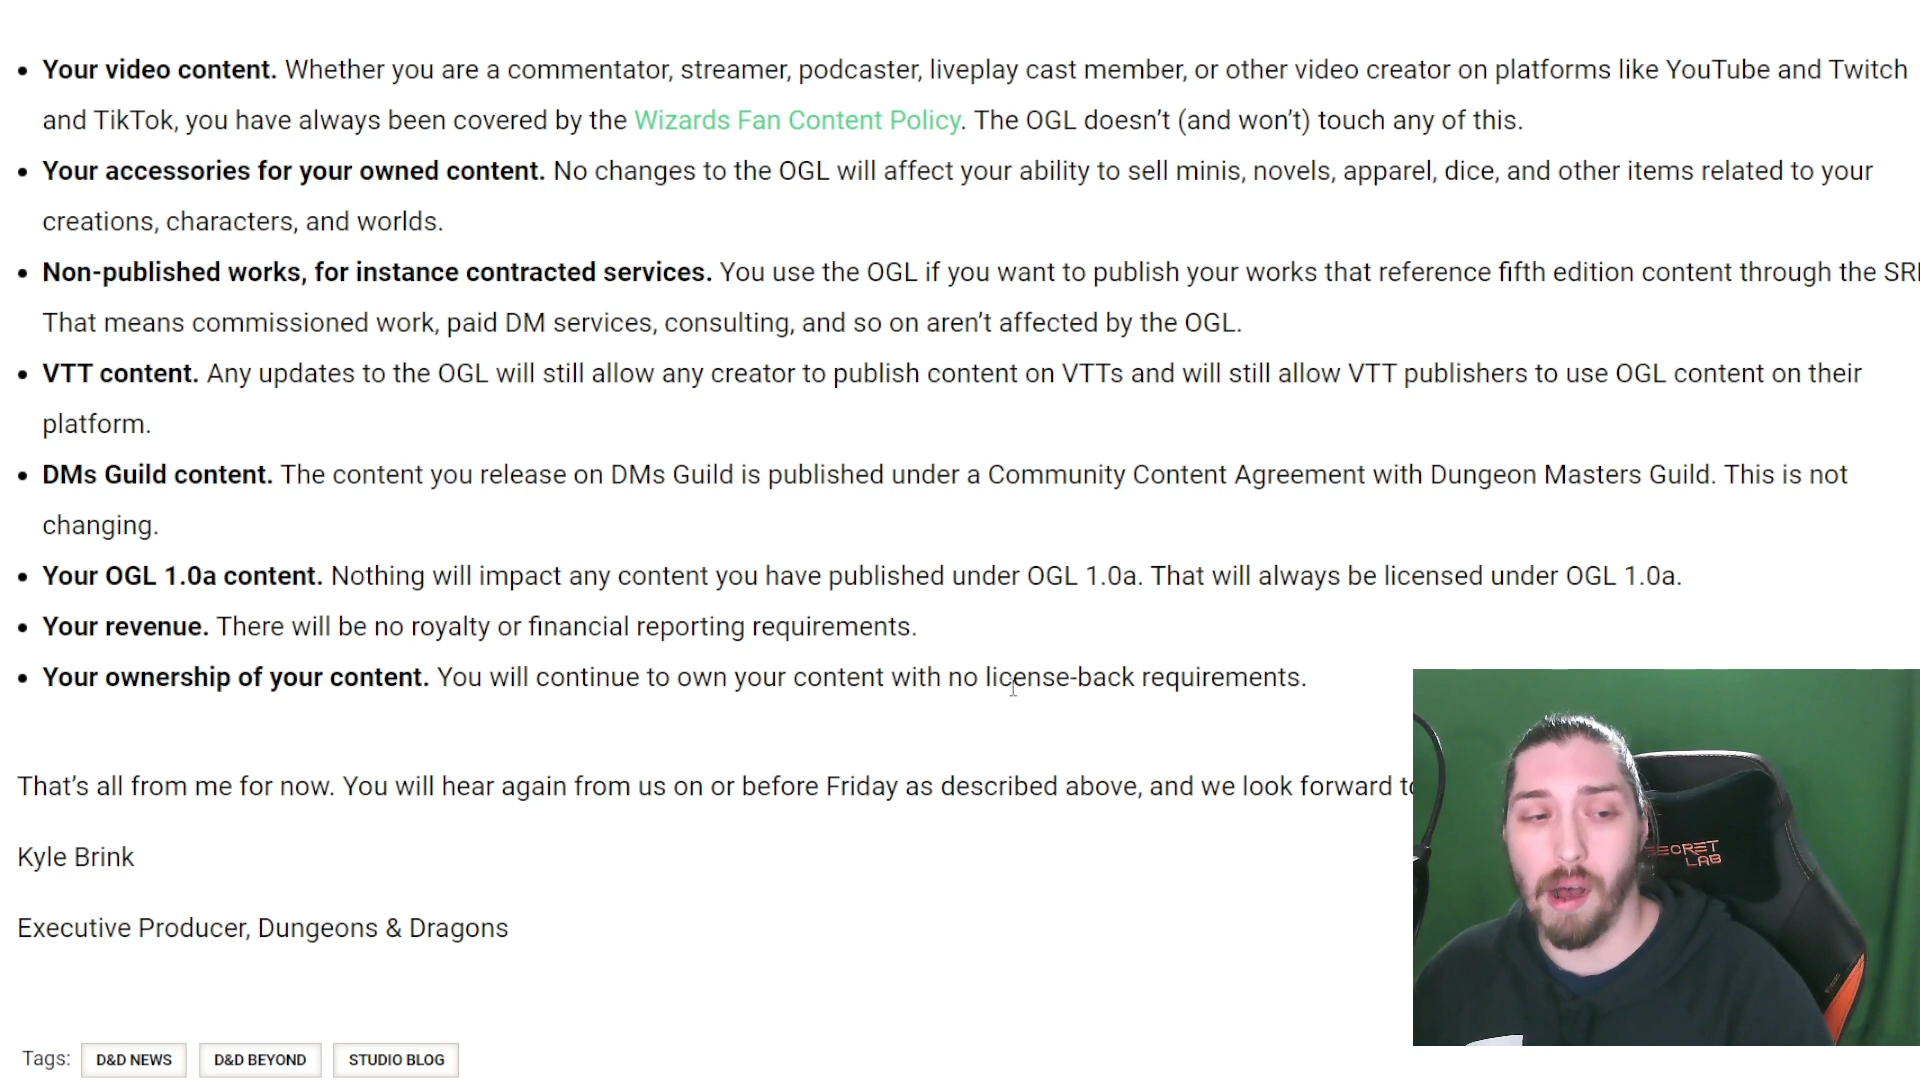 • Your video content. Whether you are a commentator, streamer, podcaster, liveplay cast member, or other video creator on platforms like YouTube and Twitch
and TikTok, you have always been covered by the Wizards Fan Content Policy. The OGL doesn’t (and won’t) touch any of this.
• Your accessories for your owned content. No changes to the OGL will affect your ability to sell minis, novels, apparel, dice, and other items related to your
creations, characters, and worlds.
• Non-published works, for instance contracted services. You use the OGL if you want to publish your works that reference fifth edition content through the
That means commissioned work, paid DM services, consulting, and so on aren’t affected by the OGL.
• VTT content. Any updates to the OGL will still allow any creator to publish content on VTTs and will still allow VTT publishers to use OGL content on their
platform.
• DMs Guild content. The content you release on DMs Guild is published under a Community Content Agreement with Dungeon Masters Guild. This is not
changing.
• Your OGL 1.0a content. Nothing will impact any content you have published under OGL 1.0a. That will always be licensed under OGL 1.0a.
• Your revenue. There will be no royalty or financial reporting requirements.
• Your ownership of your content. You will continue to own your content with no license-back requirements.
That’s all from me for now. You will hear again from us on or before Friday as described above, and we look forward
Kyle Brink
Executive Producer, Dungeons & Dragons
SECRET
LAB
Tags: D&D NEWS D&D BEYOND STUDIO BLOG